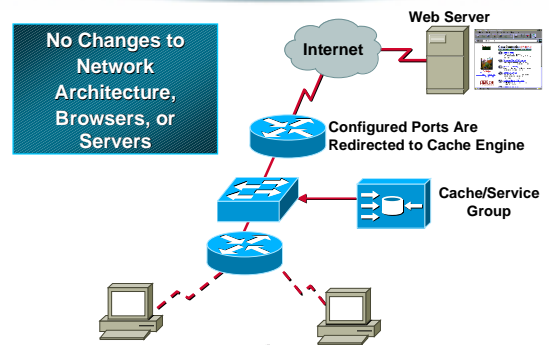 No Changes to
Network
Architecture,
Browsers, or
Servers
Web Server
Internet
Configured Ports Are
Redirected to Cache Engine
Cache/Service
Group